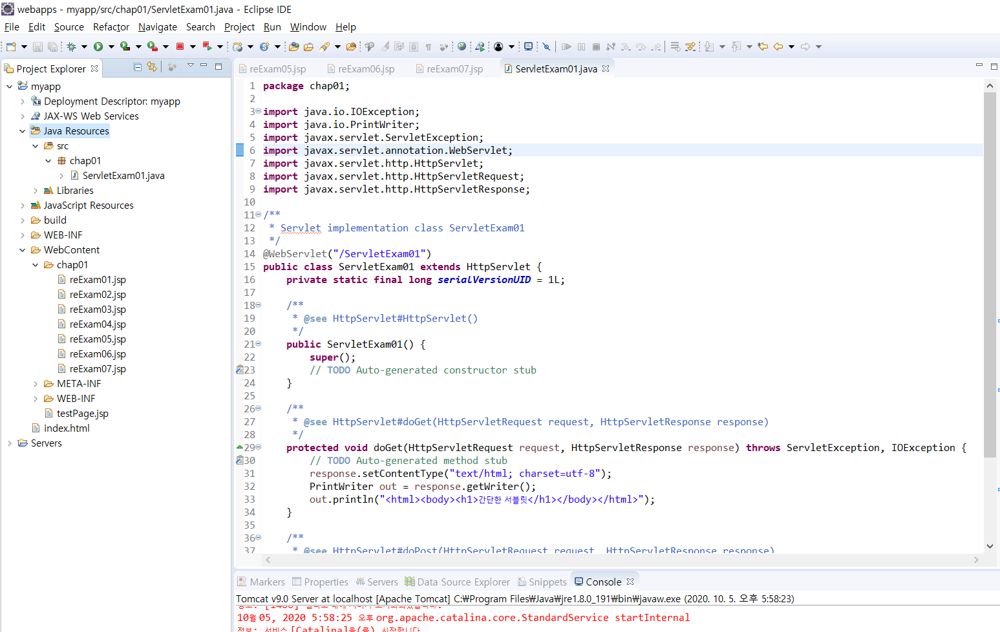 webapps - myapp/src/chap01/ServletExam01.java - Eclipse IDE
File Edit Source Refactor Navigate Search Project Run Window Help
Project Explorer
myapp
Deployment Descriptor: myapp
JAX-WS Web Services
Java Resources
src
chap01
ServletExam01.java
Libraries
JavaScript Resources
build
WEB-INF
WebContent
chap01
reExam01.jsp
reExam02.jsp
reExam03.jsp
reExam04.jsp
reExam05.jsp
reExam06.jsp
reExam07.jsp
META-INF
WEB-INF
testPage.jsp
index.html
Servers
reExam05.jsp reExam06.jsp reExam07.jsp ServletExam01.java
1 package chap01;
2
3 import java.io.IOException;
4 import java.io.PrintWriter;
5 import javax.servlet.ServletException;
6 import javax.servlet.annotation.WebServlet;
7 import javax.servlet.http.HttpServlet;
8 import javax.servlet.http.HttpServletRequest;
9 import javax.servlet.http.HttpServletResponse;
10
11 /**
12 * Servlet implementation class ServletExam01
13 */
14 @WebServlet("/ServletExam01")
15 public class ServletExam01 extends HttpServlet {
16 private static final long serialVersionUID = 1L;
17
18 /**
19 * @see HttpServlet#HttpServlet()
20 */
21 public ServletExam01() {
22 super();
23 // TODO Auto-generated constructor stub
24 }
25
26 /**
27 * @see HttpServlet#doGet(HttpServletRequest request, HttpServletResponse response)
28 */
29 protected void doGet(HttpServletRequest request, HttpServletResponse response) throws ServletException, IOException {
30 // TODO Auto-generated method stub
31 response.setContentType("text/html; charset=utf-8");
32 PrintWriter out = response.getWriter();
33 out.println("<html><body><h1>간단한 서블릿</h1></body></html>");
34 }
35
36 /**
37 * @see HttpServlet#doPost(HttpServletRequest request, HttpServletResponse response)
Markers Properties Servers Data Source Explorer Snippets Console
Tomcat v9.0 Server at localhost [Apache Tomcat] C:₩Program Files₩Java₩jre1.8.0_191₩bin₩javaw.exe (2020. 10. 5. 오후 5:58:23)
10월 05, 2020 5:58:25 오후 org.apache.catalina.core.StandardService startInternal
정보: 서비스 [Catalina]을(를) 시작합니다